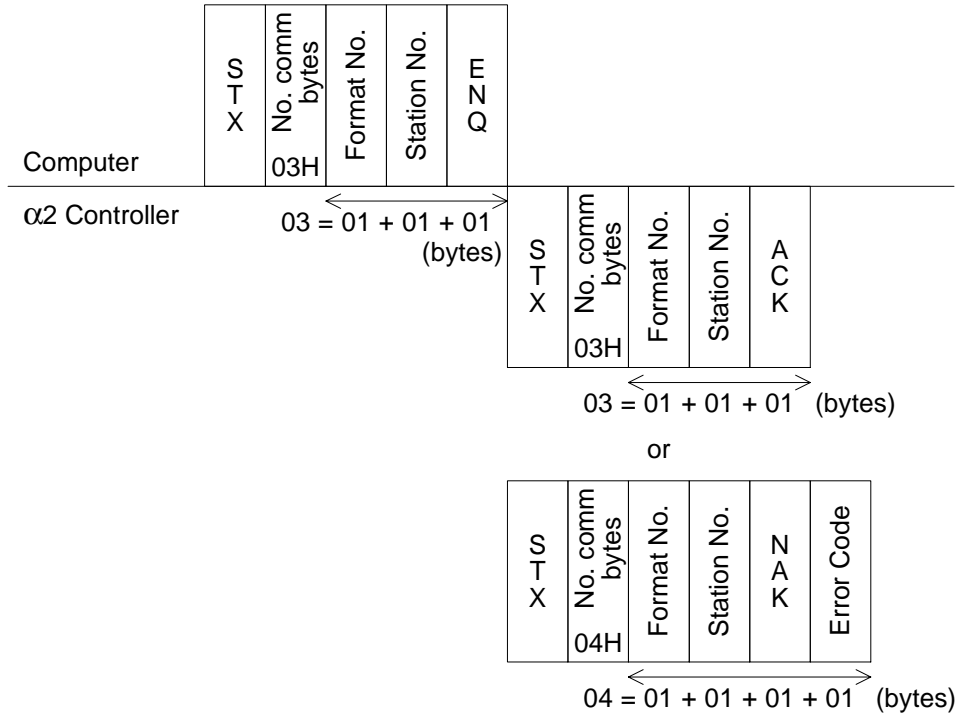 STX
No. comm bytes
03H
Format No.
Station No.
ENQ
Computer
α2 Controller
03 = 01 + 01 + 01
(bytes)
STX
No. comm bytes
03H
Format No.
Station No.
ACK
03 = 01 + 01 + 01 (bytes)
or
STX
No. comm bytes
04H
Format No.
Station No.
NAK
Error Code
04 = 01 + 01 + 01 + 01 (bytes)